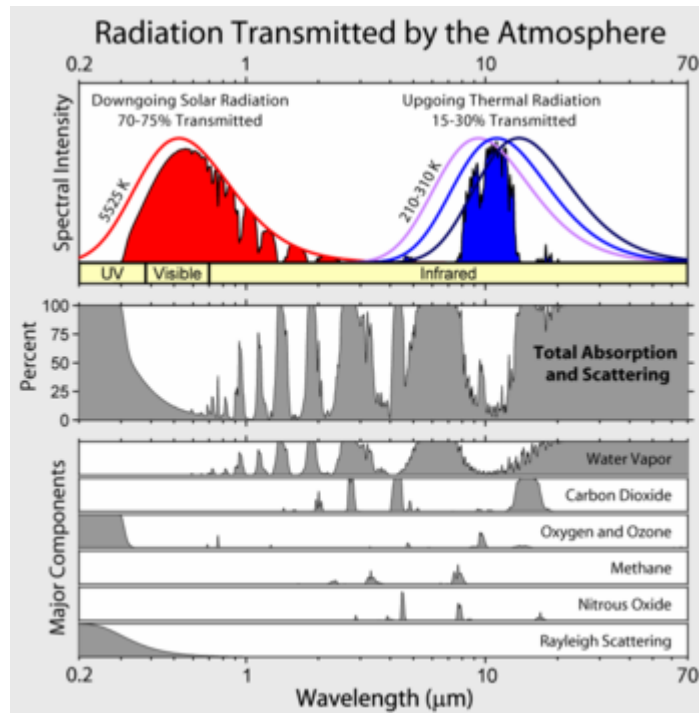 Radiation Transmitted by the Atmosphere
0.2 1 10 70
Downgoing Solar Radiation
70-75% Transmitted
Upgoing Thermal Radiation
15-30% Transmitted
Spectral Intensity
5525 K
210-310 K
UV Visible Infrared
Percent
100
75
50
25
0
Total Absorption
and Scattering
Major Components
Water Vapor
Carbon Dioxide
Oxygen and Ozone
Methane
Nitrous Oxide
Rayleigh Scattering
0.2 1 10 70
Wavelength (μm)